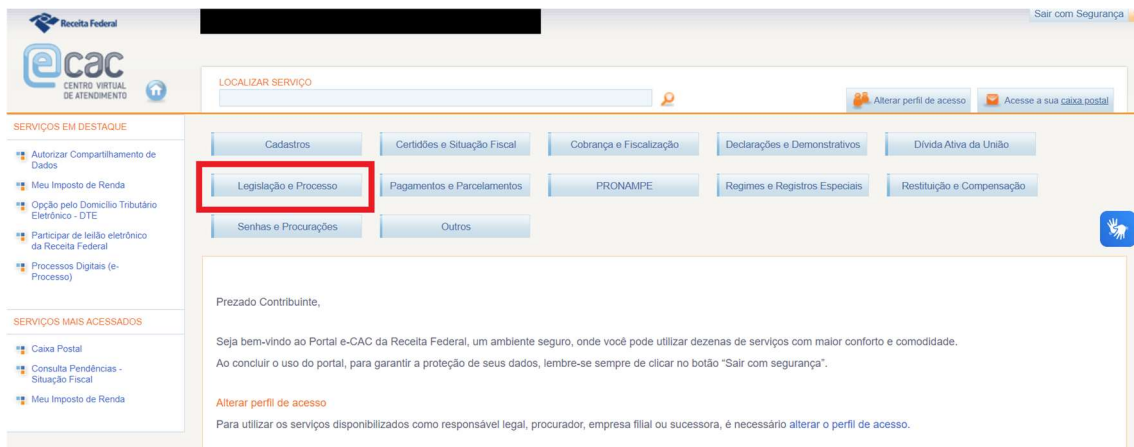 Receita Federal
Sair com Segurança
e cac
CENTRO VIRTUAL
DE ATENDIMENTO
LOCALIZAR SERVIÇO
Alterar perfil de acesso
Acesse a sua caixa postal
SERVIÇOS EM DESTAQUE
Autorizar Compartilhamento de
Dados
Meu Imposto de Renda
Opção pelo Domicílio Tributário
Eletrônico - DTE
Participar de leilão eletrônico
da Receita Federal
Processos Digitais (e-
Processo)
SERVIÇOS MAIS ACESSADOS
Caixa Postal
Consulta Pendências -
Situação Fiscal
Meu Imposto de Renda
Cadastros
Certidões e Situação Fiscal
Cobrança e Fiscalização
Declarações e Demonstrativos
Dívida Ativa da União
Legislação e Processo
Pagamentos e Parcelamentos
PRONAMPE
Regimes e Registros Especiais
Restituição e Compensação
Senhas e Procurações
Outros
Prezado Contribuinte,
Seja bem-vindo ao Portal e-CAC da Receita Federal, um ambiente seguro, onde você pode utilizar dezenas de serviços com maior conforto e comodidade.
Ao concluir o uso do portal, para garantir a proteção de seus dados, lembre-se sempre de clicar no botão “Sair com segurança”.
Alterar perfil de acesso
Para utilizar os serviços disponibilizados como responsável legal, procurador, empresa filial ou sucessora, é necessário alterar o perfil de acesso.